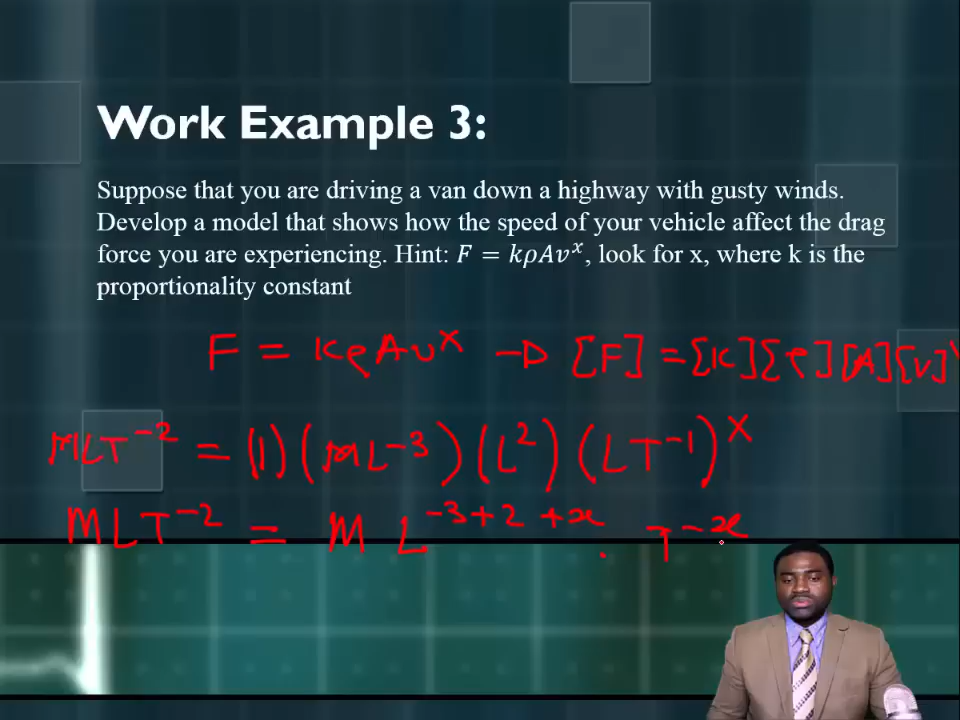 Work Example 3:
Suppose that you are driving a van down a highway with gusty winds.
Develop a model that shows how the speed of your vehicle affect the drag
force you are experiencing. Hint: F = kρAv^x, look for x, where k is the
proportionality constant
F = KρAv^x → [F] = [K][ρ][A][v]
MLT^-2 = (1)(ML^-3)(L^2)(LT^-1)^x
MLT^-2 = M L^-3+2+x . T^-x